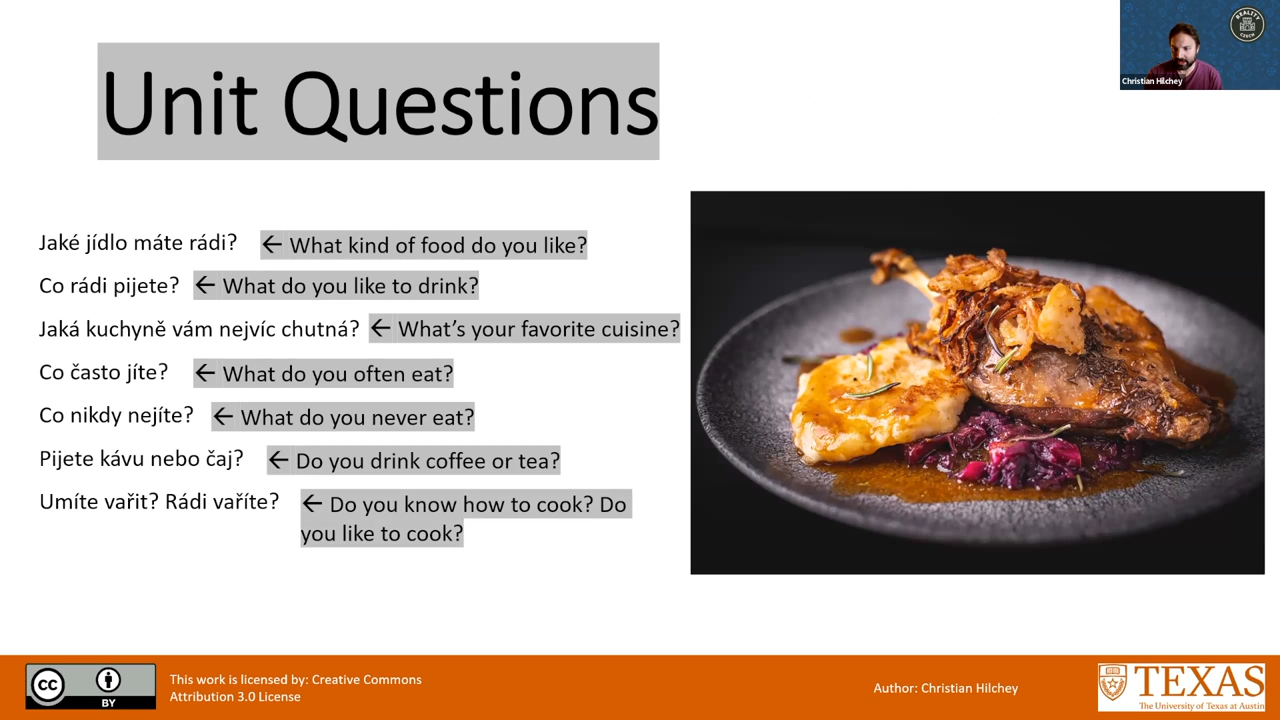 REALITY
CZECH
Christian Hilchey
Unit Questions
Jaké jídlo máte rádi? ← What kind of food do you like?
Co rádi pijete? ← What do you like to drink?
Jaká kuchyně vám nejvíc chutná? ← What’s your favorite cuisine?
Co často jíte? ← What do you often eat?
Co nikdy nejíte? ← What do you never eat?
Pijete kávu nebo čaj? ← Do you drink coffee or tea?
Umíte vařit? Rádi vaříte? ← Do you know how to cook? Do
you like to cook?
cc
BY
This work is licensed by: Creative Commons
Attribution 3.0 License
Author: Christian Hilchey
TEXAS
The University of Texas at Austin